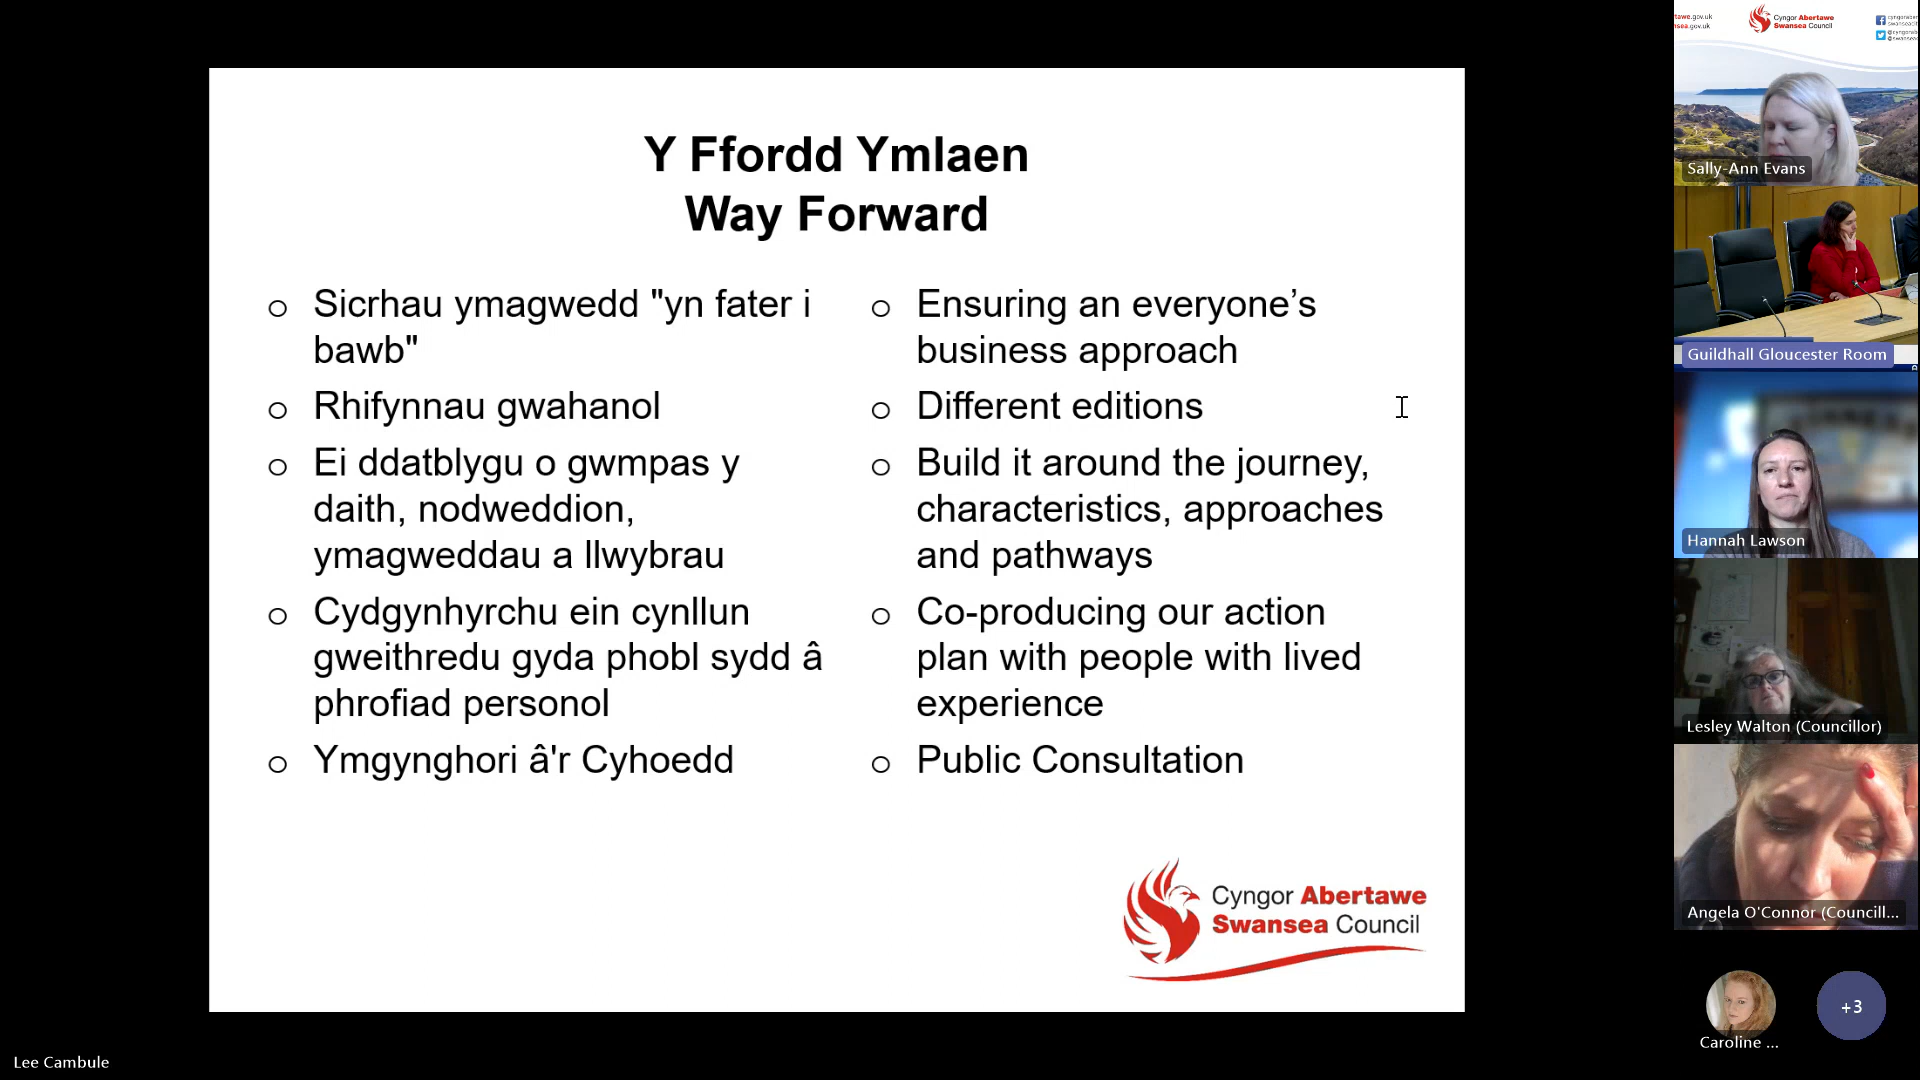 Y Ffordd Ymlaen
Way Forward
o Sicrhau ymagwedd "yn fater i
bawb"
o Rhifynnau gwahanol
o Ei ddatblygu o gwmpas y
daith, nodweddion,
ymagweddau a llwybrau
o Cydgynhyrchu ein cynllun
gweithredu gyda phobl sydd â
phrofiad personol
o Ymgynghori â'r Cyhoedd
o Ensuring an everyone’s
business approach
o Different editions
o Build it around the journey,
characteristics, approaches
and pathways
o Co-producing our action
plan with people with lived
experience
o Public Consultation
Cyngor Abertawe
Swansea Council
Cyngor Abertawe
Swansea Council
Sally-Ann Evans
Guildhall Gloucester Room
Hannah Lawson
Lesley Walton (Councillor)
Angela O'Connor (Councill...
Caroline ...
+3
Lee Cambule